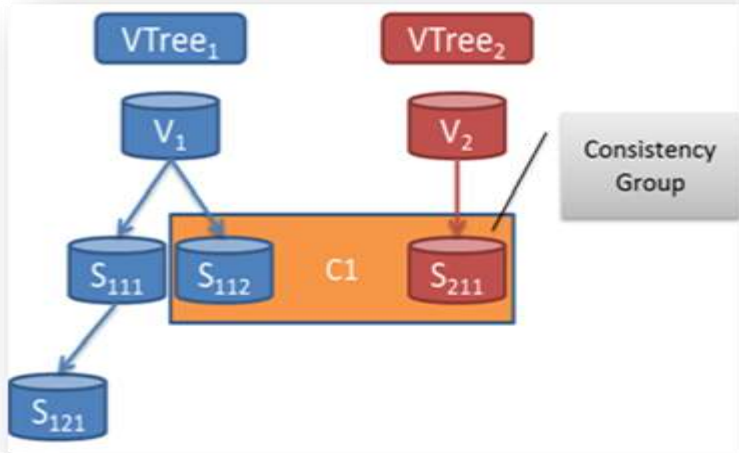 VTree₁
VTree₂
V₁
V₂
Consistency
Group
S₁₁₁
S₁₁₂
C1
S₂₁₁
S₁₂₁